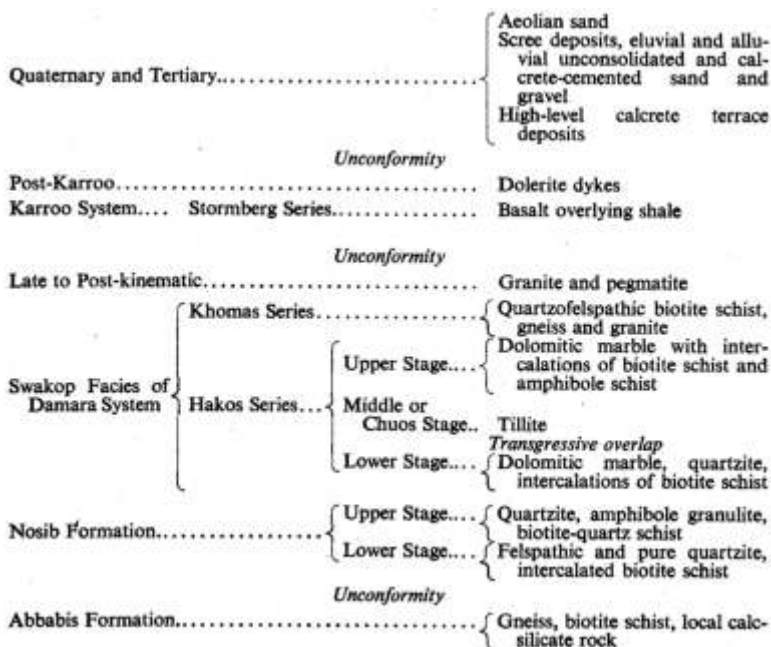 Aeolian sand
Scree deposits, eluvial and allu-
vial unconsolidated and cal-
Quaternary and Tertiary.............................. crete-cemented sand and
gravel
High-level calcrete terrace
deposits
Unconformity
Post-Karroo.......................................... Dolerite dykes
Karroo System.... Stormberg Series................ Basalt overlying shale
Unconformity
Late to Post-kinematic.............................. Granite and pegmatite
Khomas Series.................. Quartzofelspathic biotite schist,
gneiss and granite
Upper Stage.... Dolomitic marble with inter-
calations of biotite schist and
amphibole schist
Swakop Facies of
Damara System
Hakos Series...
Middle or
Chuos Stage.. Tillite
Transgressive overlap
Lower Stage.... Dolomitic marble, quartzite,
intercalations of biotite schist
Nosib Formation....................
Upper Stage.... Quartzite, amphibole granulite,
biotite-quartz schist
Lower Stage.... Felspathic and pure quartzite,
intercalated biotite schist
Unconformity
Abbabis Formation.................................. Gneiss, biotite schist, local calc-
silicate rock